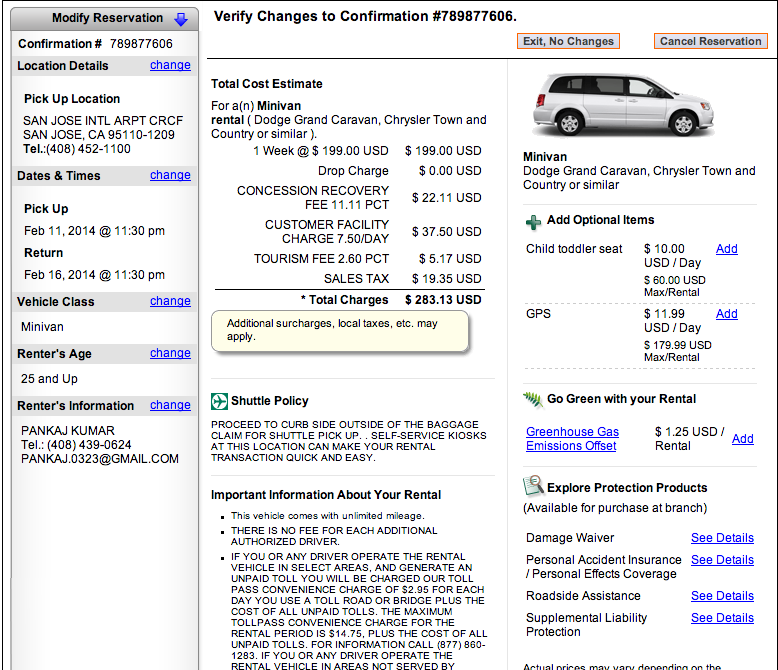 Modify Reservation
Confirmation # 789877606
Location Details change
Pick Up Location
SAN JOSE INTL ARPT CRCF
SAN JOSE, CA 95110-1209
Tel.:(408) 452-1100
Dates & Times change
Pick Up
Feb 11, 2014 @ 11:30 pm
Return
Feb 16, 2014 @ 11:30 pm
Vehicle Class change
Minivan
Renter's Age change
25 and Up
Renter's Information change
PANKAJ KUMAR
Tel.: (408) 439-0624
PANKAJ.0323@GMAIL.COM
Verify Changes to Confirmation #789877606.
Exit, No Changes Cancel Reservation
Total Cost Estimate
For a(n) Minivan
rental ( Dodge Grand Caravan, Chrysler Town and
Country or similar ).
1 Week @ $ 199.00 USD $ 199.00 USD
Drop Charge $ 0.00 USD
CONCESSION RECOVERY
FEE 11.11 PCT $ 22.11 USD
CUSTOMER FACILITY
CHARGE 7.50/DAY $ 37.50 USD
TOURISM FEE 2.60 PCT $ 5.17 USD
SALES TAX $ 19.35 USD
* Total Charges $ 283.13 USD
Additional surcharges, local taxes, etc. may
apply.
Shuttle Policy
PROCEED TO CURB SIDE OUTSIDE OF THE BAGGAGE
CLAIM FOR SHUTTLE PICK UP. . SELF-SERVICE KIOSKS
AT THIS LOCATION CAN MAKE YOUR RENTAL
TRANSACTION QUICK AND EASY.
Important Information About Your Rental
This vehicle comes with unlimited mileage.
THERE IS NO FEE FOR EACH ADDITIONAL
AUTHORIZED DRIVER.
IF YOU OR ANY DRIVER OPERATE THE RENTAL
VEHICLE IN SELECT AREAS, AND GENERATE AN
UNPAID TOLL YOU WILL BE CHARGED OUR TOLL
PASS CONVENIENCE CHARGE OF $2.95 FOR EACH
DAY YOU USE A TOLL ROAD OR BRIDGE PLUS THE
COST OF ALL UNPAID TOLLS. THE MAXIMUM
TOLLPASS CONVENIENCE CHARGE FOR THE
RENTAL PERIOD IS $14.75, PLUS THE COST OF ALL
UNPAID TOLLS. FOR INFORMATION CALL (877) 860-
1283. IF YOU OR ANY DRIVER OPERATE THE
RENTAL VEHICLE IN AREAS NOT SERVED BY
Minivan
Dodge Grand Caravan, Chrysler Town and
Country or similar
Add Optional Items
Child toddler seat $ 10.00 Add
USD / Day
$ 60.00 USD
Max/Rental
GPS $ 11.99 Add
USD / Day
$ 179.99 USD
Max/Rental
Go Green with your Rental
Greenhouse Gas $ 1.25 USD /
Emissions Offset Rental Add
Explore Protection Products
(Available for purchase at branch)
Damage Waiver See Details
Personal Accident Insurance See Details
/ Personal Effects Coverage
Roadside Assistance See Details
Supplemental Liability See Details
Protection
Actual prices may vary depending on the